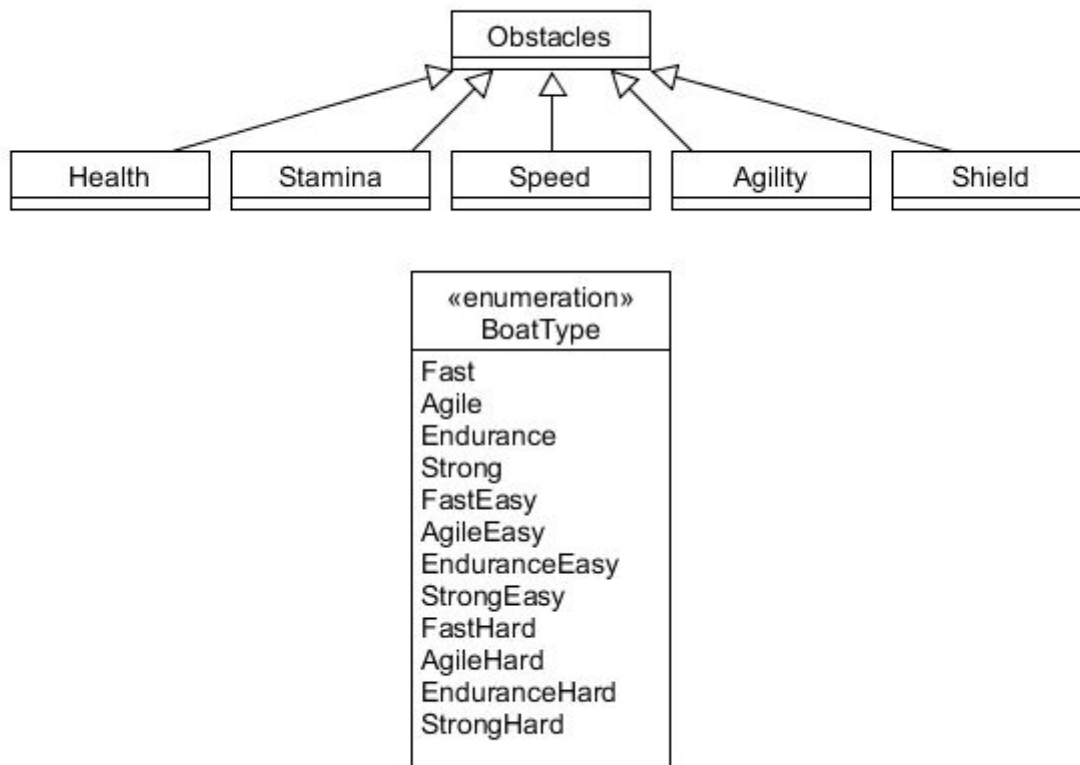 Obstacles
Health
Stamina
Speed
Agility
Shield
«enumeration»
BoatType
Fast
Agile
Endurance
Strong
FastEasy
AgileEasy
EnduranceEasy
StrongEasy
FastHard
AgileHard
EnduranceHard
StrongHard